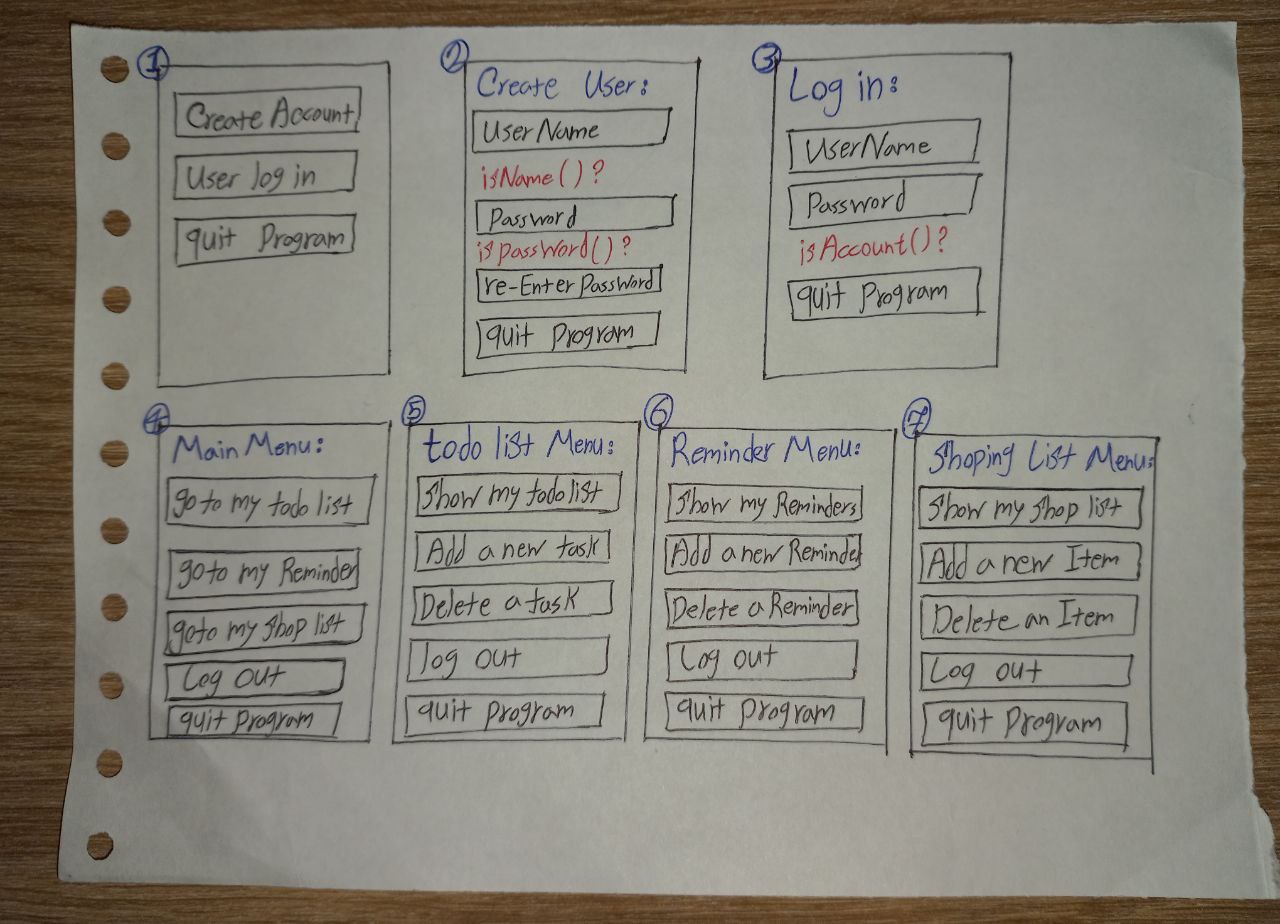 1
Create Account
User log in
quit Program
2
Create User:
UserName
isName()?
Password
isPassword()?
re-Enter Password
quit Program
3
Log in:
UserName
Password
isAccount()?
quit Program
4
Main Menu:
go to my todo list
goto my Reminder
goto my shop list
Log out
quit Program
5
todo list Menu:
Show my todo list
Add a new task
Delete a task
log out
quit Program
6
Reminder Menu:
Show my Reminders
Add a new Reminder
Delete a Reminder
Log out
quit Program
7
Shoping List Menu:
Show my shop list
Add a new Item
Delete an Item
Log out
quit Program